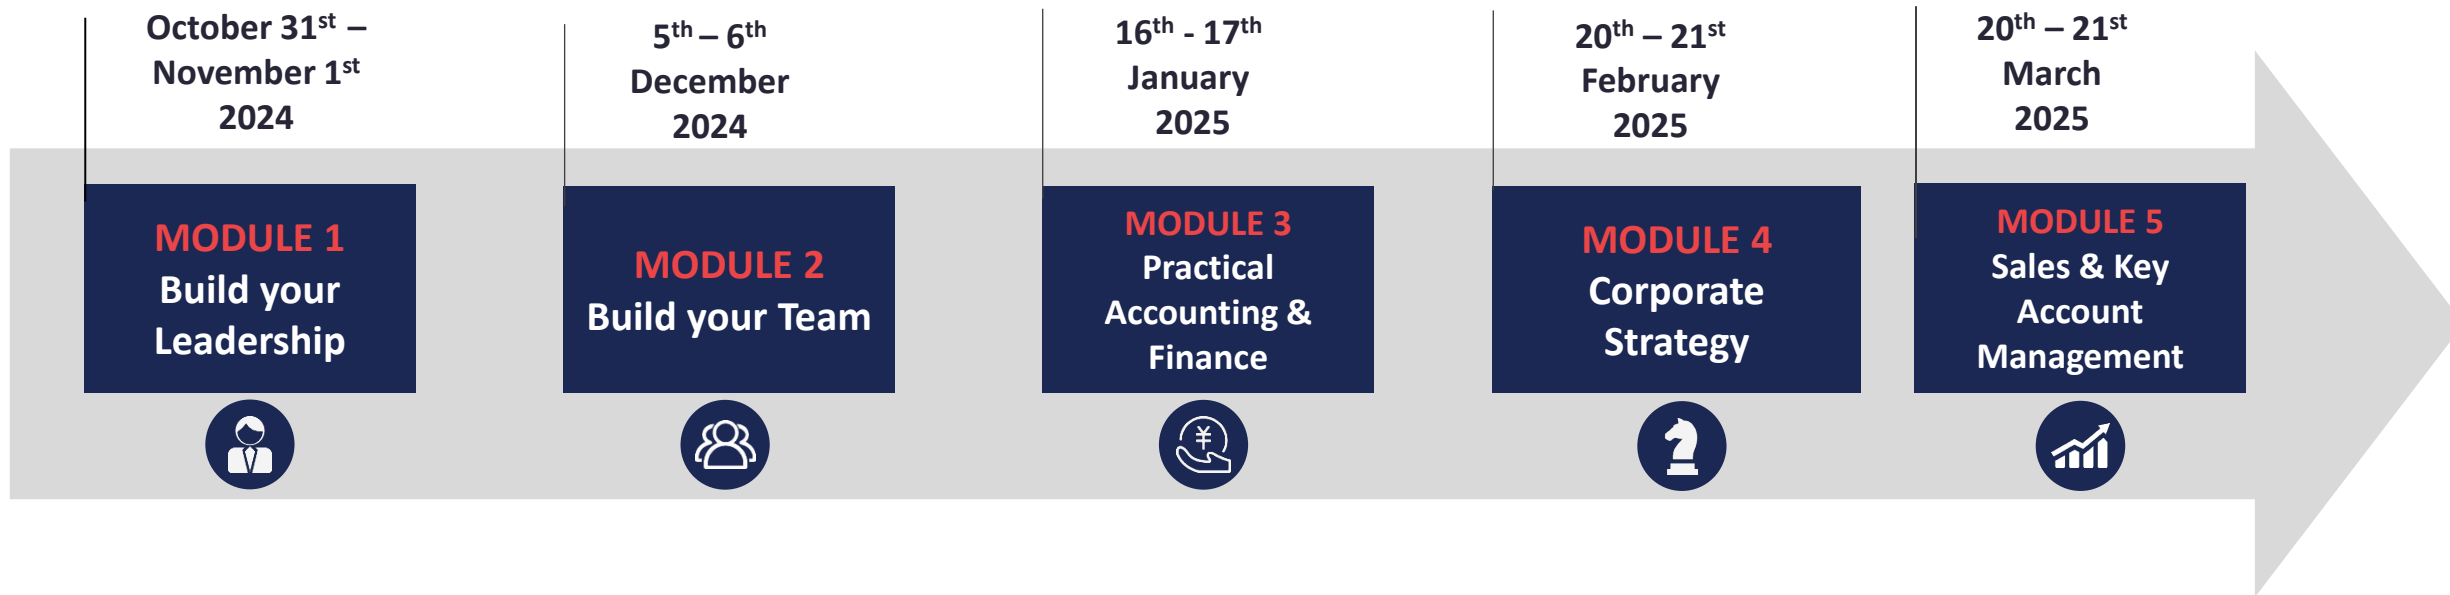 October 31st –
November 1st
2024
5th – 6th
December
2024
16th - 17th
January
2025
20th – 21st
February
2025
20th – 21st
March
2025
MODULE 1
Build your
Leadership
MODULE 2
Build your Team
MODULE 3
Practical
Accounting &
Finance
MODULE 4
Corporate
Strategy
MODULE 5
Sales & Key
Account
Management
¥